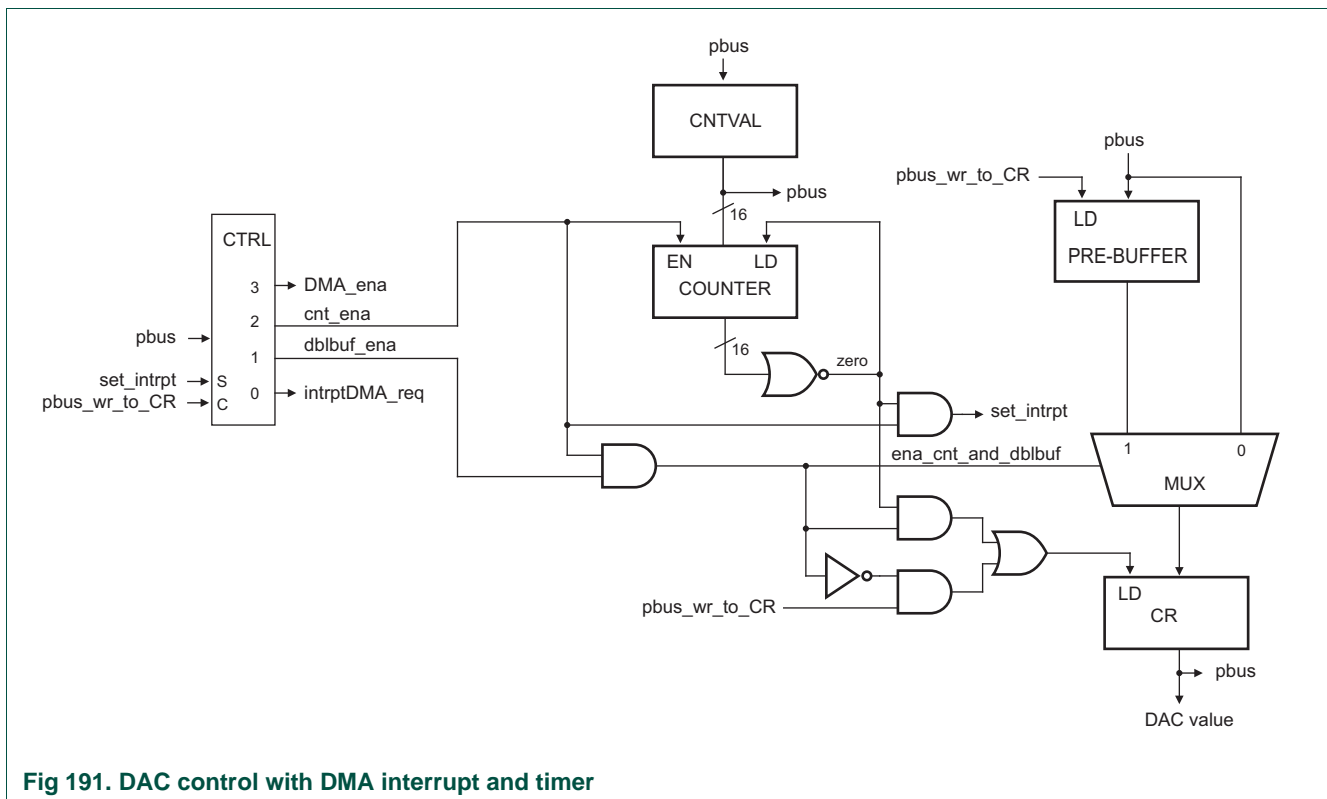 pbus
CNTVAL
pbus
16
pbus
pbus_wr_to_CR
LD
PRE-BUFFER
CTRL
3
DMA_ena
2
cnt_ena
1
dblbuf_ena
0
intrptDMA_req
pbus
set_intrpt
S
pbus_wr_to_CR
C
EN
LD
COUNTER
16
zero
set_intrpt
ena_cnt_and_dblbuf
1
0
MUX
pbus_wr_to_CR
LD
CR
pbus
DAC value
Fig 191. DAC control with DMA interrupt and timer